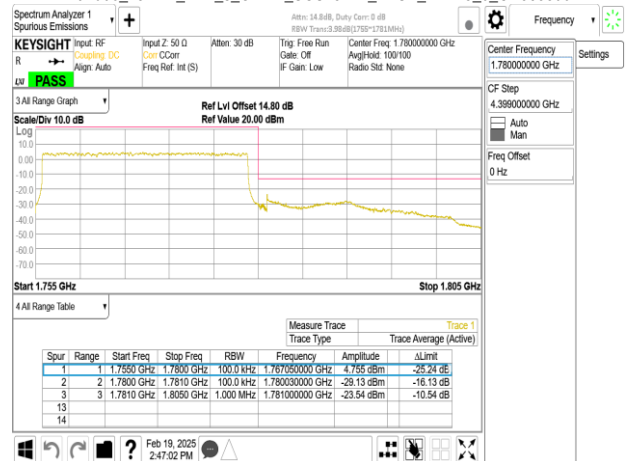 Spectrum Analyzer 1
Spurious Emissions
Attn: 14.8dB, Duty Corr: 0 dB
RBW Tranc:3.98dB(1755~1781MHz)
Frequency
KEYSIGHT
R
LXI
PASS
Input: RF
Coupling: DC
Align: Auto
Input Z: 50 Ω
Corr CCorr
Freq Ref: Int (S)
Atten: 30 dB
Trig: Free Run
Gate: Off
IF Gain: Low
Center Freq: 1.780000000 GHz
Avg|Hold: 100/100
Radio Std: None
Center Frequency
1.780000000 GHz
Settings
CF Step
4.399000000 GHz
Auto
Man
Freq Offset
0 Hz
3 All Range Graph
Ref Lvl Offset 14.80 dB
Scale/Div 10.0 dB
Ref Value 20.00 dBm
Log
10.0
0.00
-10.0
-20.0
-30.0
-40.0
-50.0
-60.0
-70.0
Start 1.755 GHz
Stop 1.805 GHz
4 All Range Table
Measure Trace Trace 1
Trace Type Trace Average (Active)
Spur Range Start Freq Stop Freq RBW Frequency Amplitude ΔLimit
1 1 1.7550 GHz 1.7800 GHz 100.0 kHz 1.767050000 GHz 4.755 dBm -25.24 dB
2 2 1.7800 GHz 1.7810 GHz 100.0 kHz 1.780030000 GHz -29.13 dBm -16.13 dB
3 3 1.7810 GHz 1.8050 GHz 1.000 MHz 1.781000000 GHz -23.54 dBm -10.54 dB
13
14
Feb 19, 2025
2:47:02 PM